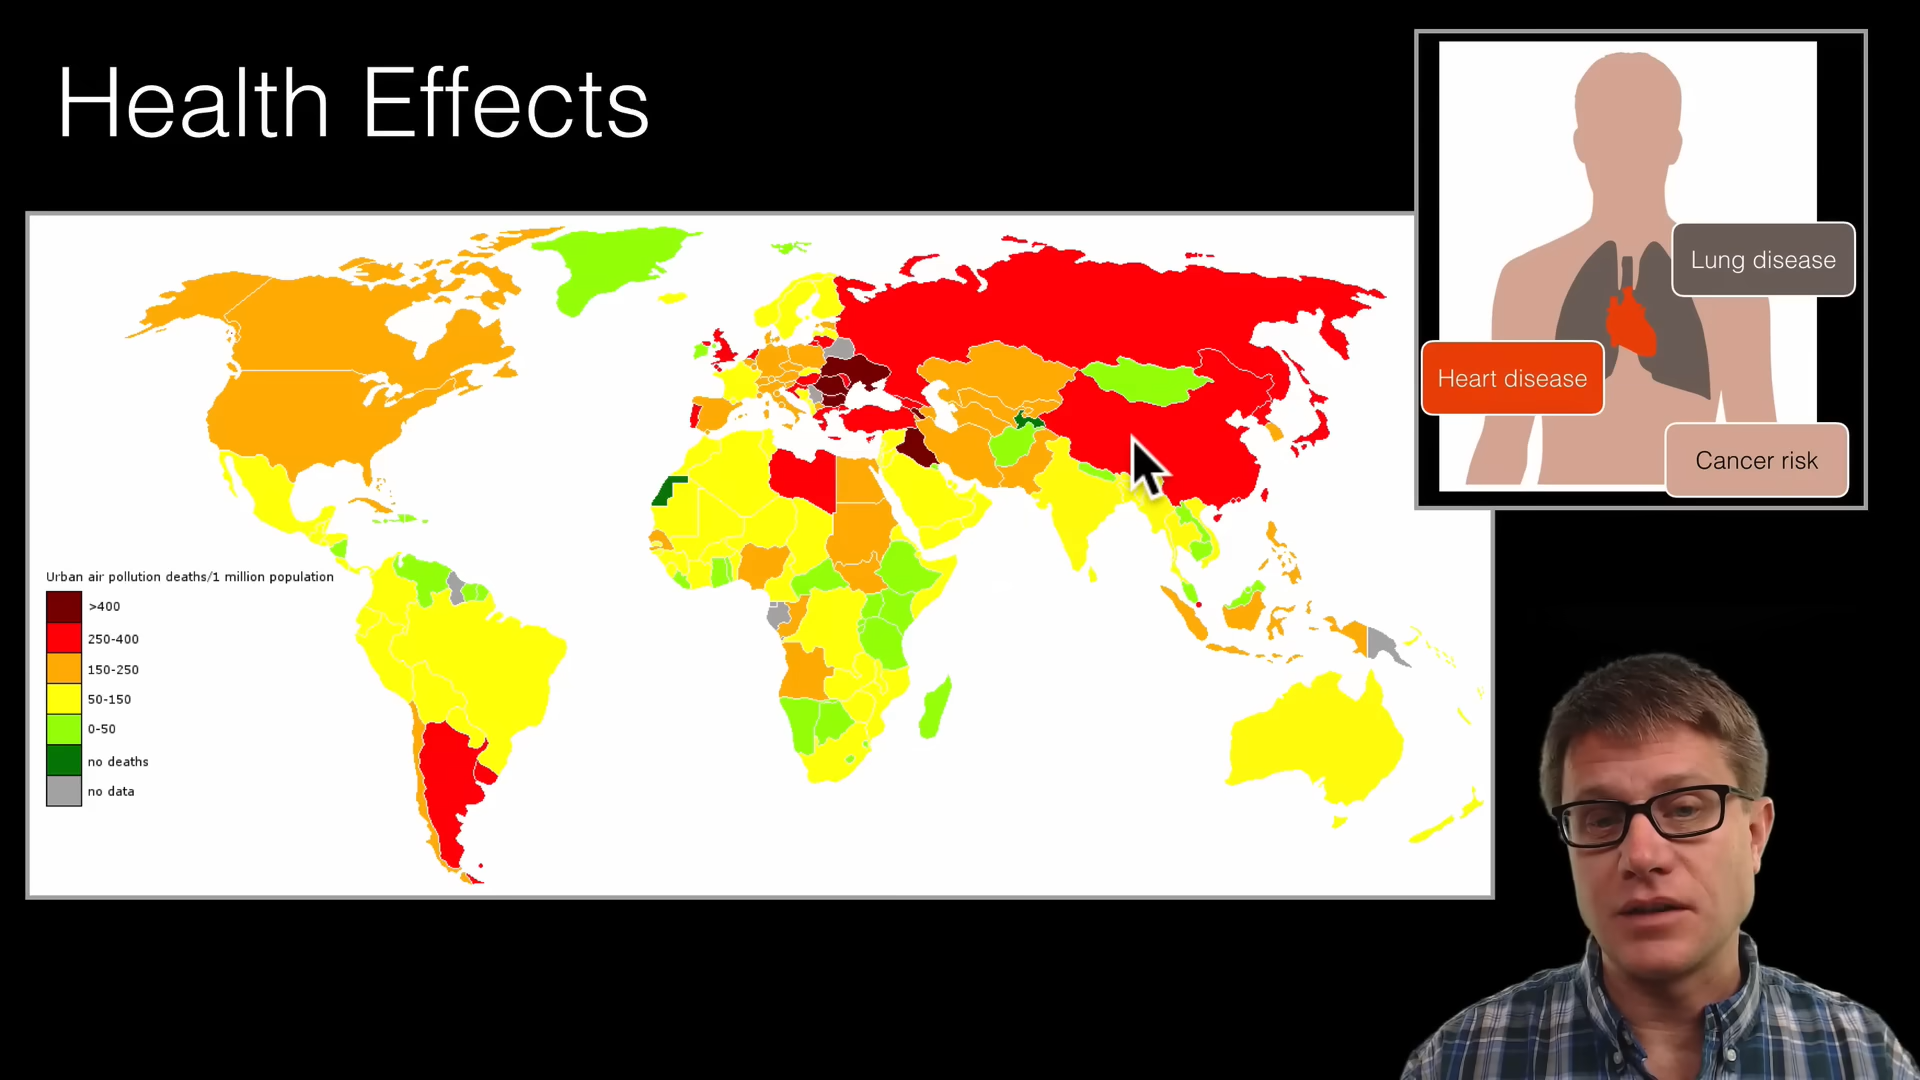 Health Effects
Lung disease
Heart disease
Cancer risk
Urban air pollution deaths/1 million population
>400
250-400
150-250
50-150
0-50
no deaths
no data